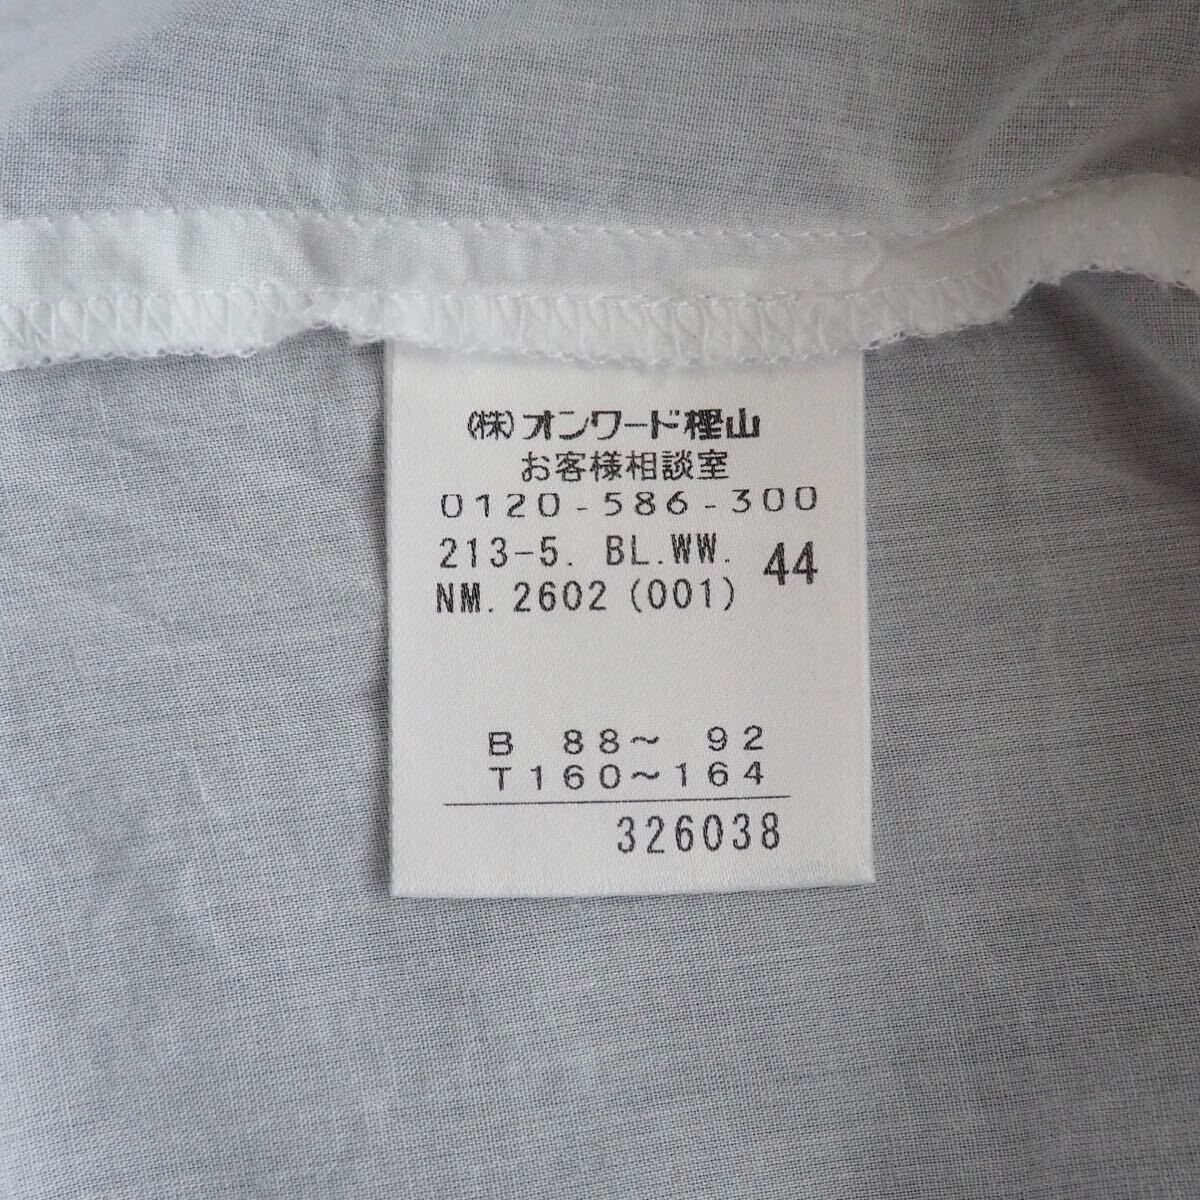 (株)オンワード樫山
お客様相談室
0120-586-300
213-5. BL.WW. 44
NM. 2602 (001)
B 88～ 92
T160～164
326038